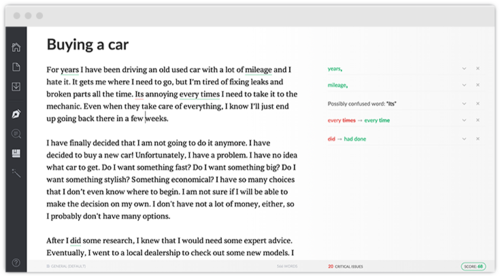 Buying a car
For years I have been driving an old used car with a lot of mileage and I
hate it. It gets me where I need to go, but I'm tired of fixing leaks and
broken parts all the time. Its annoying every times I need to take it to the
mechanic. Even when they take care of everything, I know I'll just end
up going back there in a few weeks.
I have finally decided that I am not going to do it anymore. I have
decided to buy a new car! Unfortunately, I have a problem. I have no idea
what car to get. Do I want something fast? Do I want something big? Do I
want something stylish? Something economical? I have so many choices
that I don't even know where to begin. I am not sure if I will be able to
make the decision on my own. I don't have a lot of money, either, so
I probably don't have many options.
After I did some research, I knew that I would need some expert advice.
Eventually, I went to a local dealership to check out some new models. I
years,
mileage,
Possibly confused word: "Its"
every times → every time
did → had done
CRITICAL ISSUES
SCORE: